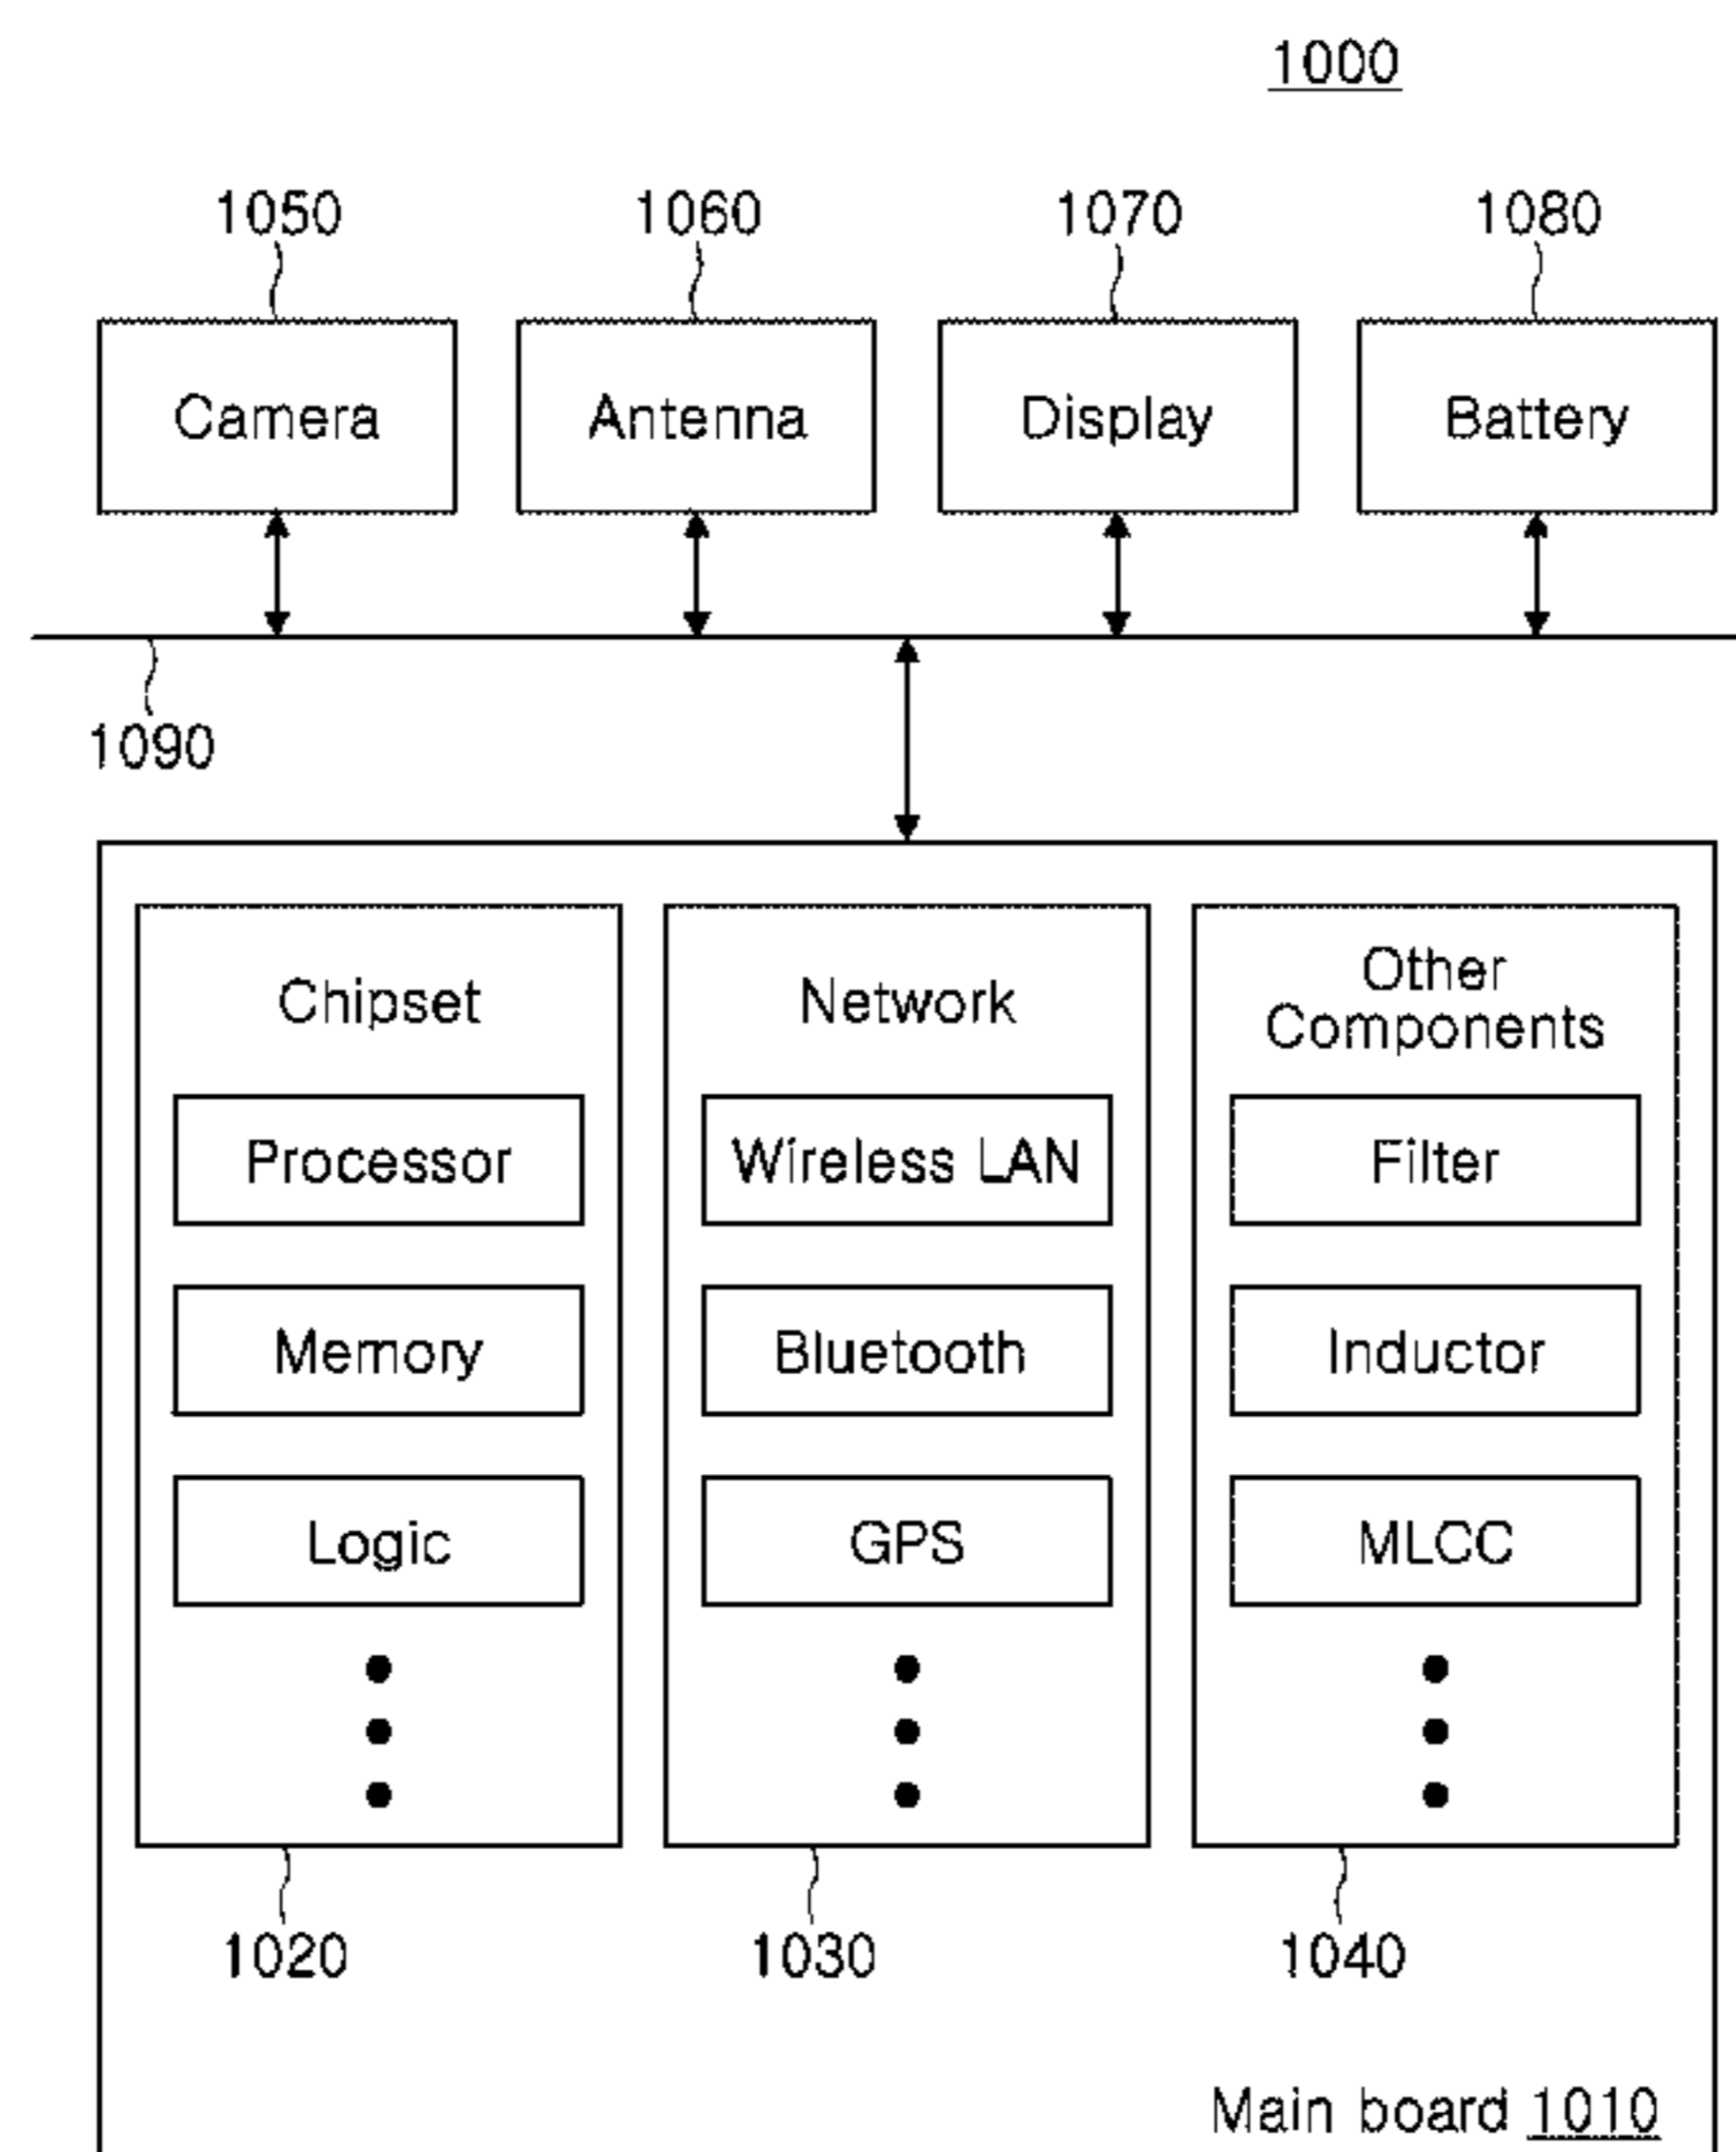 1000
1050 1060 1070 1080
Camera Antenna Display Battery
1090
Chipset
Processor
Memory
Logic
1020
Network
Wireless LAN
Bluetooth
GPS
1030
Other
Components
Filter
Inductor
MLCC
1040
Main board 1010